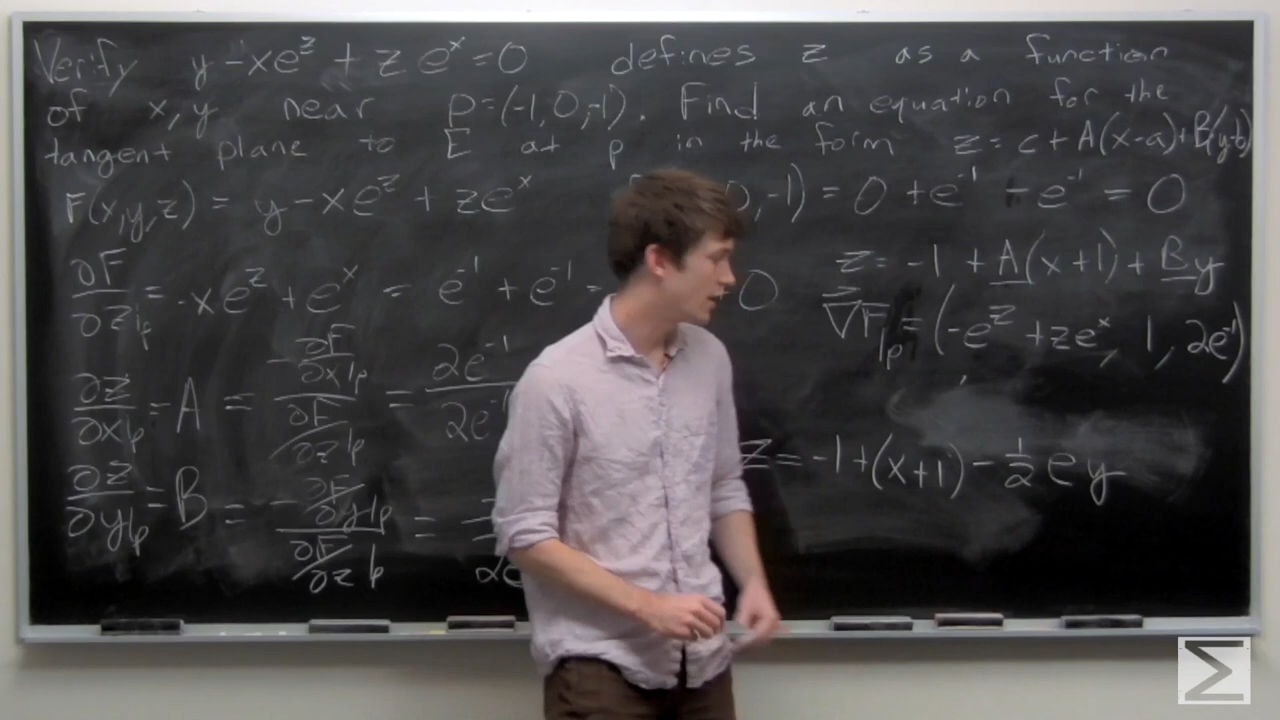 Verify y-xe^z + ze^x = 0 defines z as a function
of x,y near p=(-1,0,-1). Find an equation for the
tangent plane to E at p in the form z = c + A(x-a) + B(y-b)
F(x,y,z) = y-xe^z + ze^x 0,-1) = 0 + e^-1 - e^-1 = 0
∂F/∂z|p = -xe^z + e^x = e^-1 + e^-1 = 0
z = -1 + A(x+1) + By
∇F|p = (-e^z + ze^x, 1, 2e^-1)
∂z/∂x|p = A = -∂F/∂x|p / ∂F/∂z|p = 2e^-1 / 2e^-1
z = -1 + (x+1) - 1/2 e y
∂z/∂y|p = B = -∂F/∂y|p / ∂F/∂z|p =
Σ